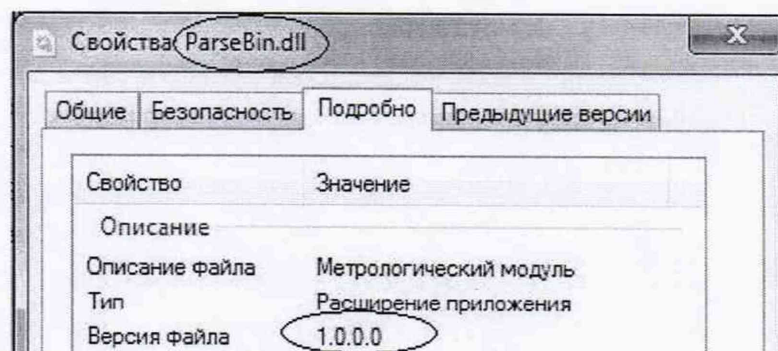 Свойства: ParseBin.dll
Общие Безопасность Подробно Предыдущие версии
Свойство Значение
Описание
Описание файла Метрологический модуль
Тип Расширение приложения
Версия файла 1.0.0.0